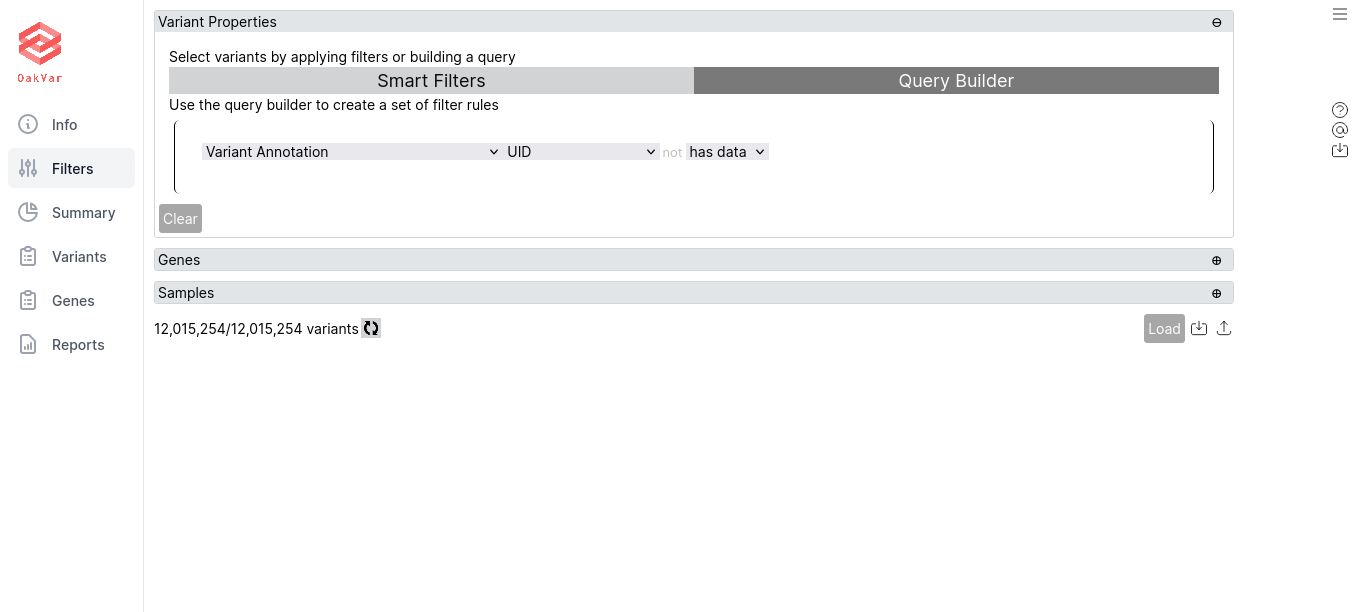 OakVar
Info
Filters
Summary
Variants
Genes
Reports
Variant Properties
Select variants by applying filters or building a query
Smart Filters Query Builder
Use the query builder to create a set of filter rules
Variant Annotation UID not has data
Clear
Genes
Samples
12,015,254/12,015,254 variants Load